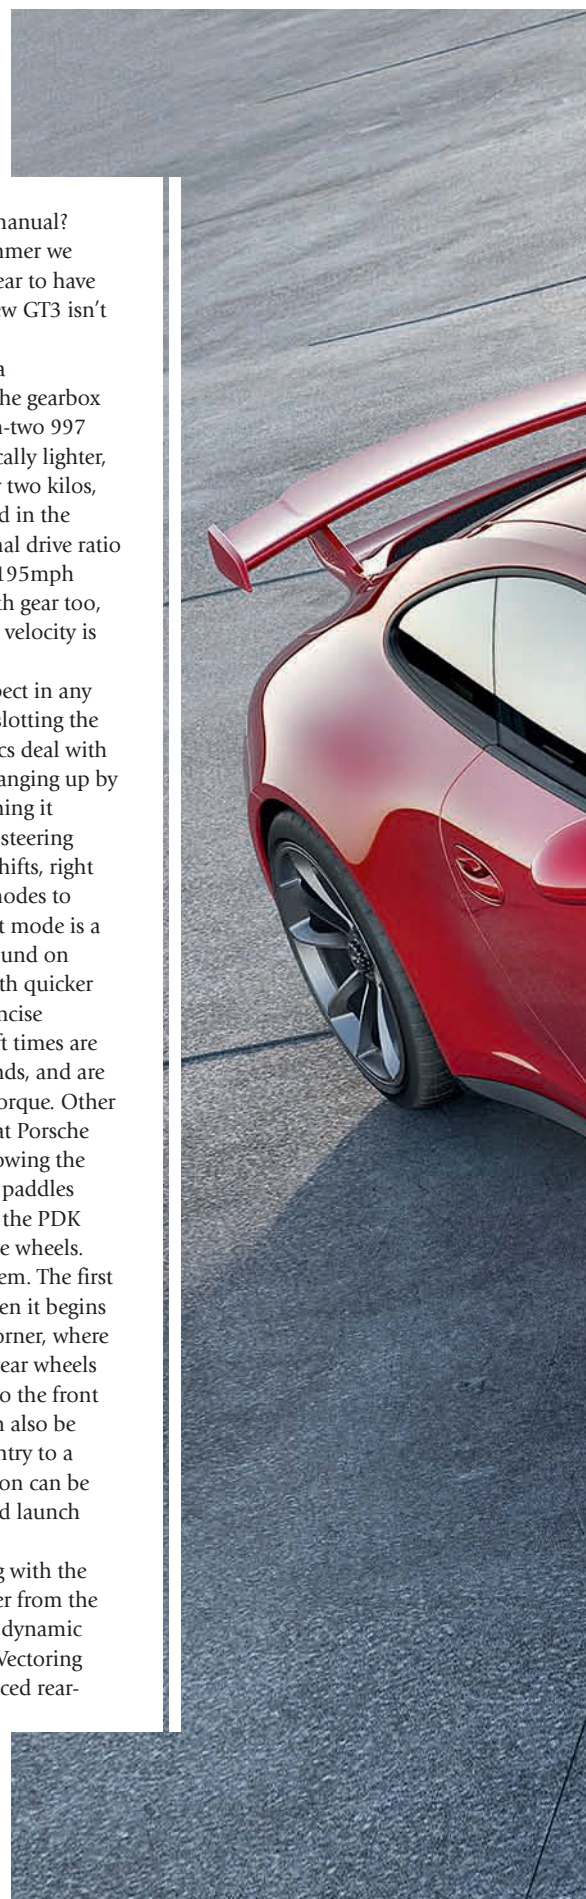 manual?
we
ear to have
GT3 isn't
a
he gearbox
-two 997
cally lighter,
two kilos,
d in the
nal drive ratio
195mph
th gear too,
velocity is
pect in any
slotting the
cs deal with
anging up by
ning it
steering
hifts, right
nodes to
t mode is a
und on
th quicker
ncise
ft times are
nds, and are
orque. Other
at Porsche
owing the
paddles
the PDK
e wheels.
em. The first
en it begins
orner, where
ear wheels
o the front
n also be
ntry to a
on can be
d launch
g with the
er from the
dynamic
Vectoring
ced rear-